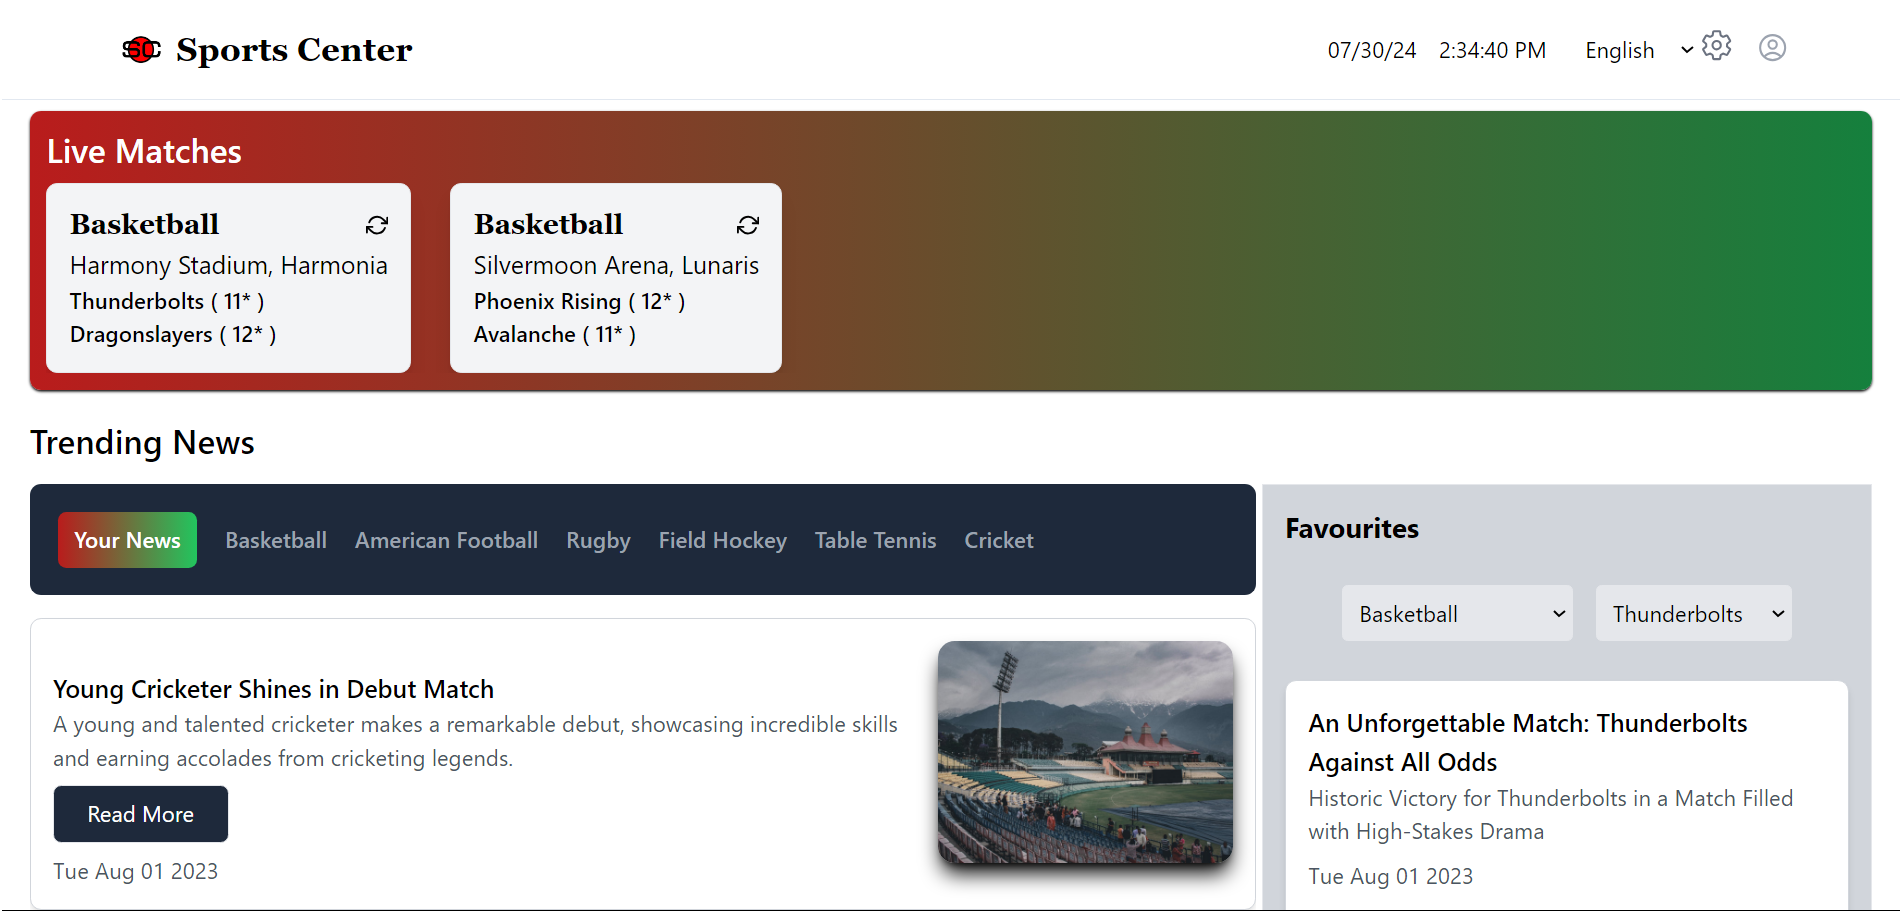 SOC Sports Center
07/30/24 2:34:40 PM English
Live Matches
Basketball
Harmony Stadium, Harmonia
Thunderbolts ( 11* )
Dragonslayers ( 12* )
Basketball
Silvermoon Arena, Lunaris
Phoenix Rising ( 12* )
Avalanche ( 11* )
Trending News
Your News Basketball American Football Rugby Field Hockey Table Tennis Cricket
Young Cricketer Shines in Debut Match
A young and talented cricketer makes a remarkable debut, showcasing incredible skills
and earning accolades from cricketing legends.
Read More
Tue Aug 01 2023
Favourites
Basketball Thunderbolts
An Unforgettable Match: Thunderbolts
Against All Odds
Historic Victory for Thunderbolts in a Match Filled
with High-Stakes Drama
Tue Aug 01 2023